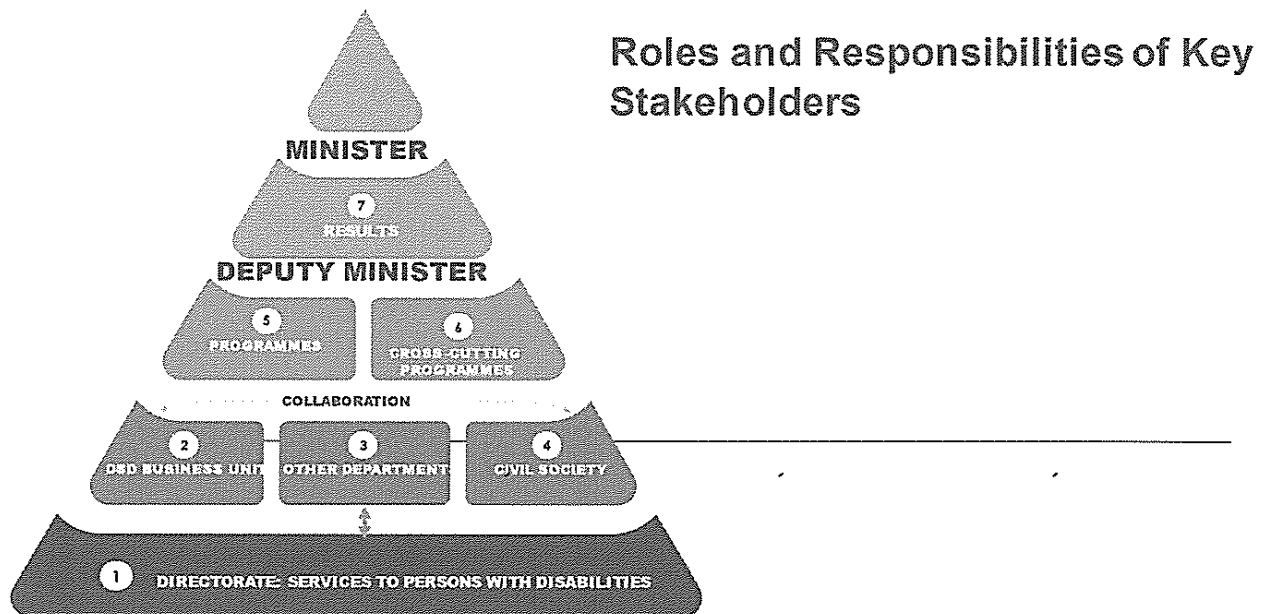 Roles and Responsibilities of Key
Stakeholders
MINISTER
7
RESULTS
DEPUTY MINISTER
5
PROGRAMMES
6
CROSS-CUTTING
PROGRAMMES
COLLABORATION
2
DSD BUSINESS UNIT
3
OTHER DEPARTMENT
4
CIVIL SOCIETY
1
DIRECTORATE: SERVICES TO PERSONS WITH DISABILITIES